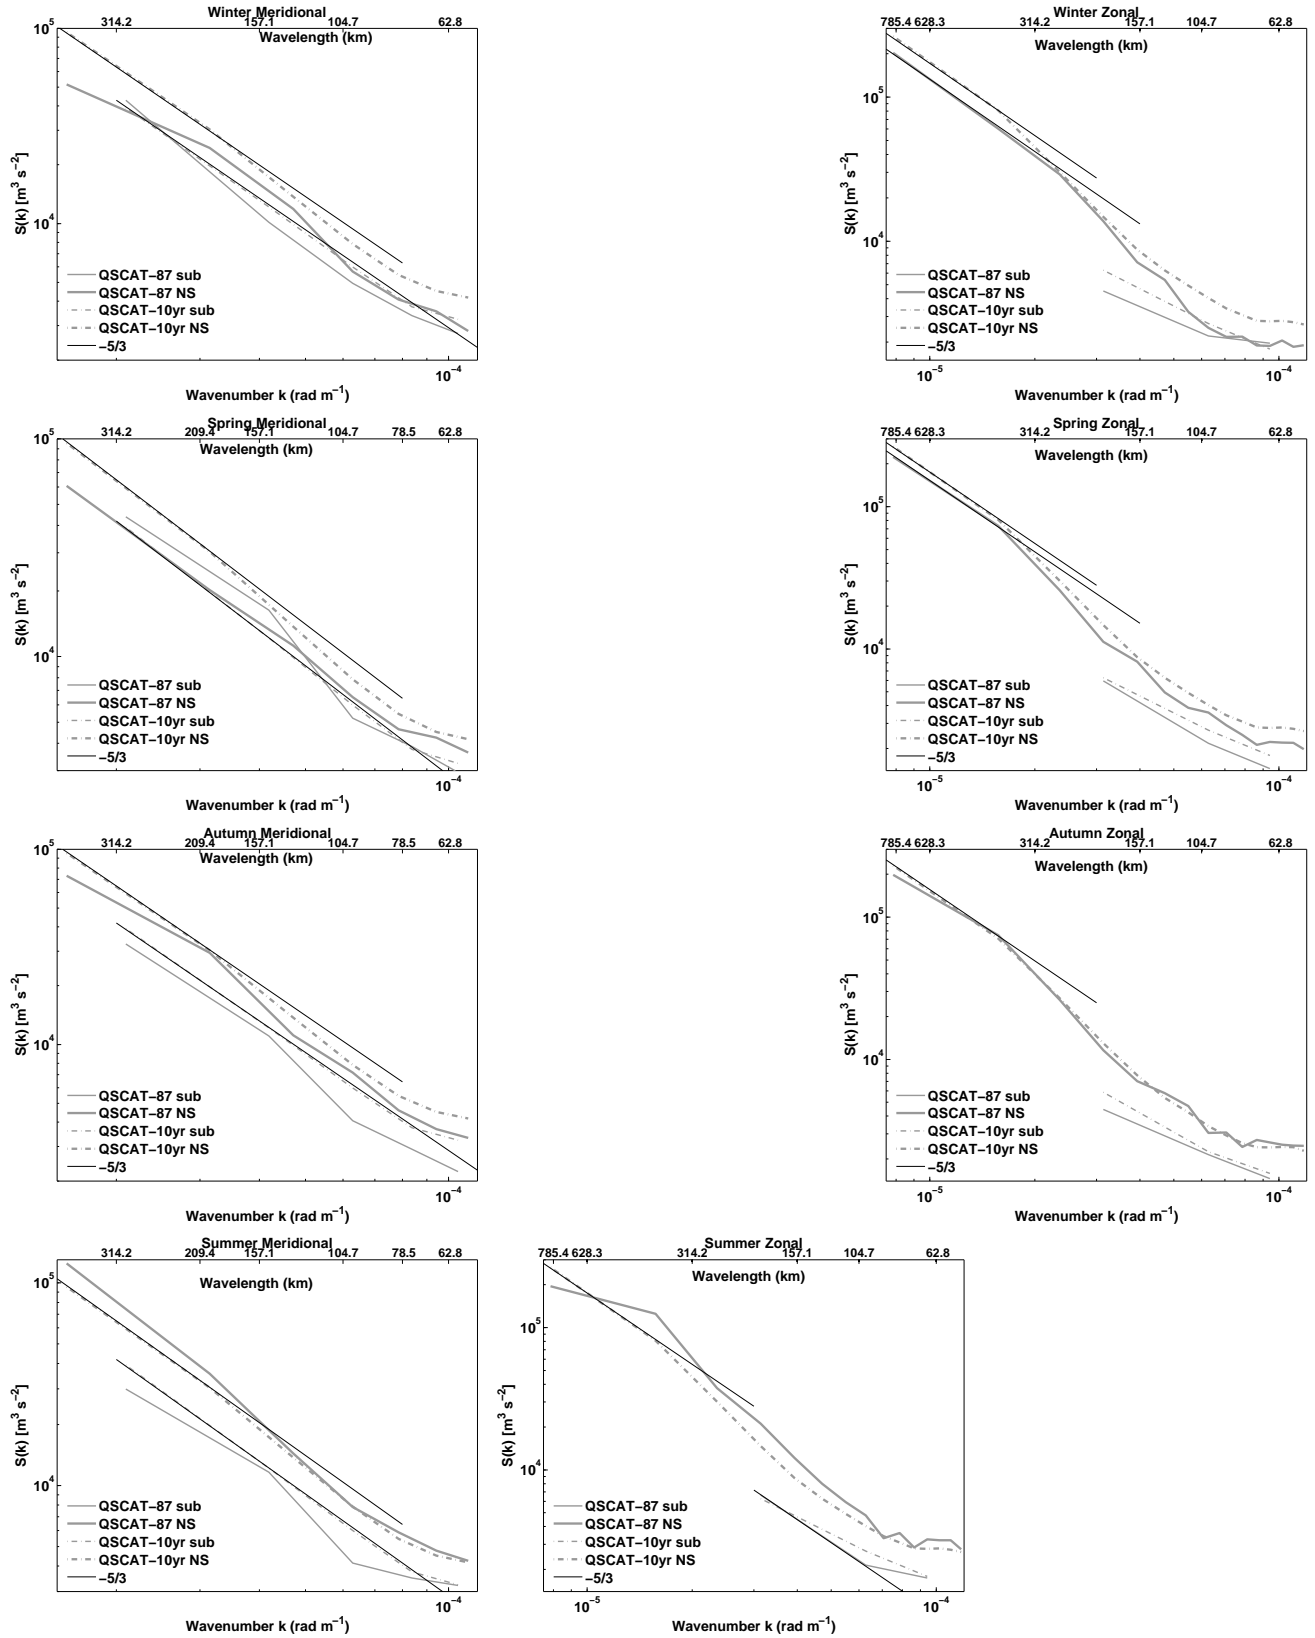 Winter Meridional
314.2 157.1 104.7 62.8
Wavelength (km)
10^5
10^4
S(k) [m^3 s^−2]
QSCAT−87 sub
QSCAT−87 NS
QSCAT−10yr sub
QSCAT−10yr NS
−5/3
10^−4
Wavenumber k (rad m^−1)
Winter Zonal
785.4 628.3 314.2 157.1 104.7 62.8
Wavelength (km)
10^5
10^4
S(k) [m^3 s^−2]
QSCAT−87 sub
QSCAT−87 NS
QSCAT−10yr sub
QSCAT−10yr NS
−5/3
10^−5 10^−4
Wavenumber k (rad m^−1)
Spring Meridional
314.2 209.4 157.1 104.7 78.5 62.8
Wavelength (km)
10^5
10^4
S(k) [m^3 s^−2]
QSCAT−87 sub
QSCAT−87 NS
QSCAT−10yr sub
QSCAT−10yr NS
−5/3
10^−4
Wavenumber k (rad m^−1)
Spring Zonal
785.4 628.3 314.2 157.1 104.7 62.8
Wavelength (km)
10^5
10^4
S(k) [m^3 s^−2]
QSCAT−87 sub
QSCAT−87 NS
QSCAT−10yr sub
QSCAT−10yr NS
−5/3
10^−5 10^−4
Wavenumber k (rad m^−1)
Autumn Meridional
314.2 209.4 157.1 104.7 78.5 62.8
Wavelength (km)
10^5
10^4
S(k) [m^3 s^−2]
QSCAT−87 sub
QSCAT−87 NS
QSCAT−10yr sub
QSCAT−10yr NS
−5/3
10^−4
Wavenumber k (rad m^−1)
Autumn Zonal
785.4 628.3 314.2 157.1 104.7 62.8
Wavelength (km)
10^5
10^4
S(k) [m^3 s^−2]
QSCAT−87 sub
QSCAT−87 NS
QSCAT−10yr sub
QSCAT−10yr NS
−5/3
10^−5 10^−4
Wavenumber k (rad m^−1)
Summer Meridional
314.2 209.4 157.1 104.7 78.5 62.8
Wavelength (km)
10^5
10^4
S(k) [m^3 s^−2]
QSCAT−87 sub
QSCAT−87 NS
QSCAT−10yr sub
QSCAT−10yr NS
−5/3
10^−4
Wavenumber k (rad m^−1)
Summer Zonal
785.4 628.3 314.2 157.1 104.7 62.8
Wavelength (km)
10^5
10^4
S(k) [m^3 s^−2]
QSCAT−87 sub
QSCAT−87 NS
QSCAT−10yr sub
QSCAT−10yr NS
−5/3
10^−5 10^−4
Wavenumber k (rad m^−1)